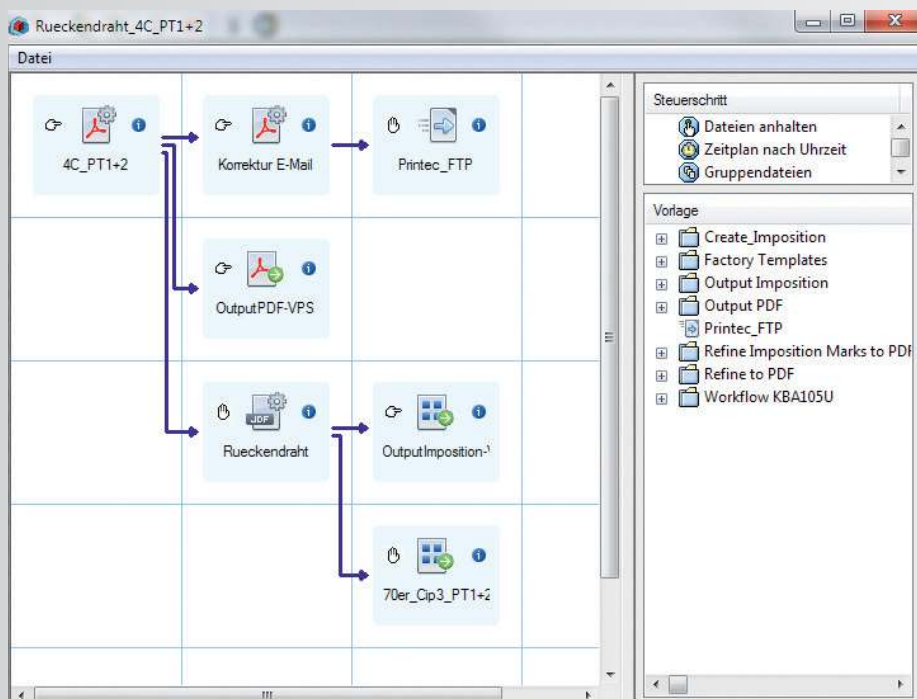 Rueckendraht_4C_PT1+2
Datei
4C_PT1+2
Korrektur E-Mail
Printec_FTP
OutputPDF-VPS
JDF
Rueckendraht
OutputImposition-
70er_Cip3_PT1+2
Steuerschritt
Dateien anhalten
Zeitplan nach Uhrzeit
Gruppendateien
Vorlage
Create_Imposition
Factory Templates
Output Imposition
Output PDF
Printec_FTP
Refine Imposition Marks to PDF
Refine to PDF
Workflow KBA105U